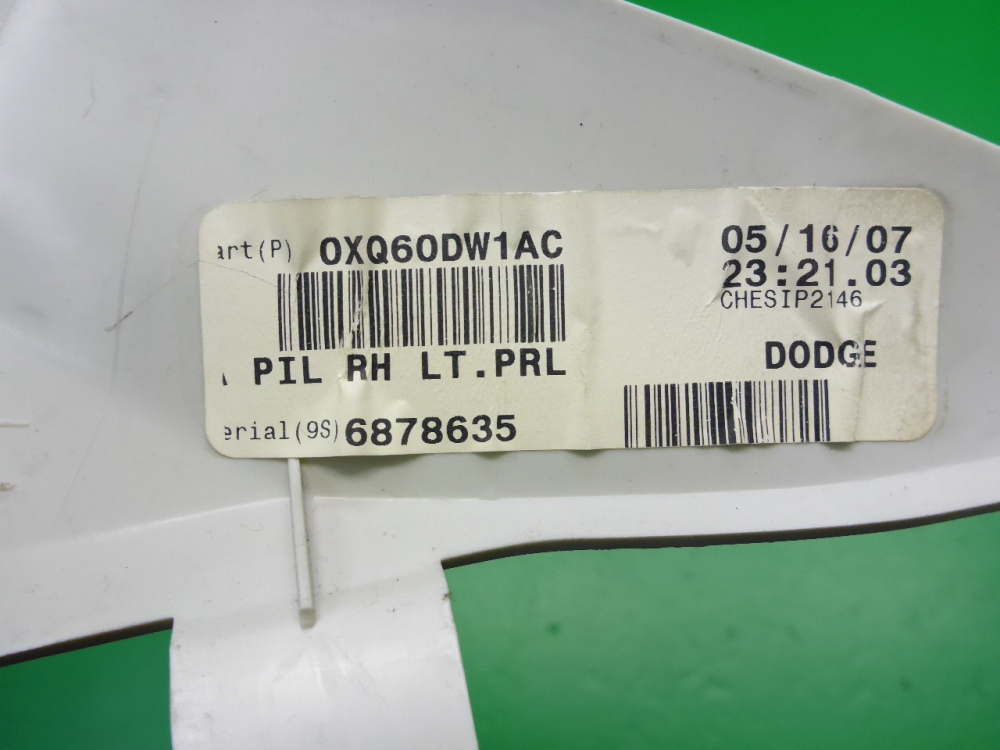 art(P) 0XQ60DW1AC
05/16/07
23:21.03
CHESIP2146
PIL RH LT.PRL
DODGE
erial(9S) 6878635